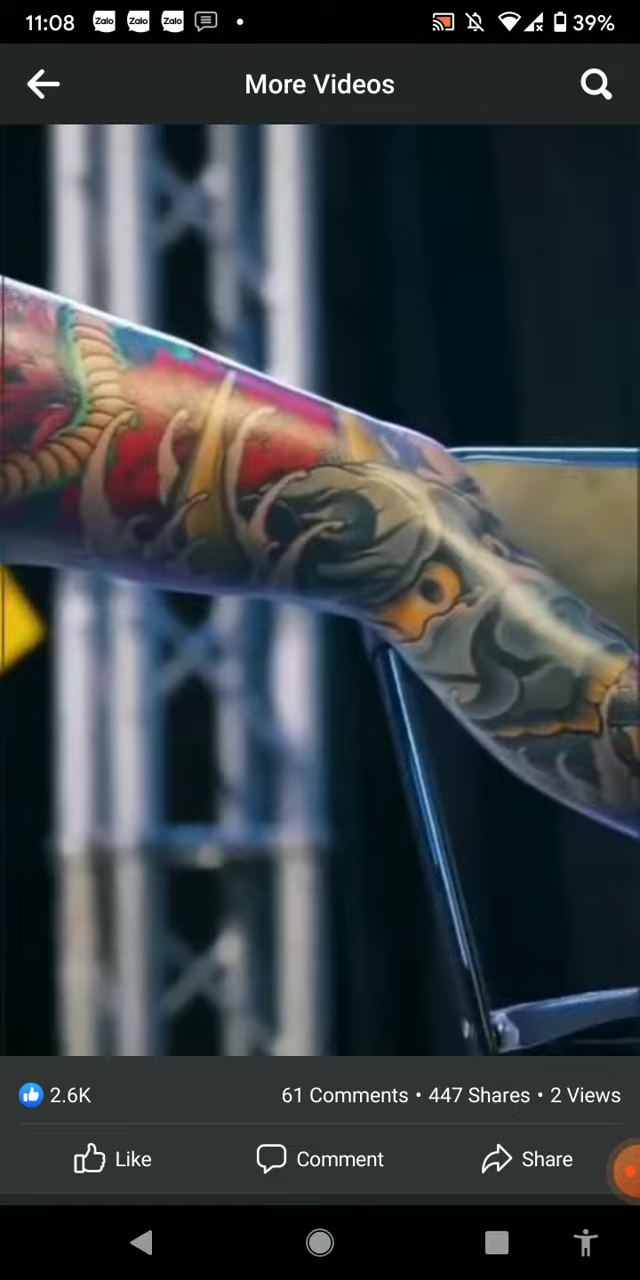 11:08 Zalo Zalo Zalo 39%
More Videos
2.6K 61 Comments • 447 Shares • 2 Views
Like Comment Share